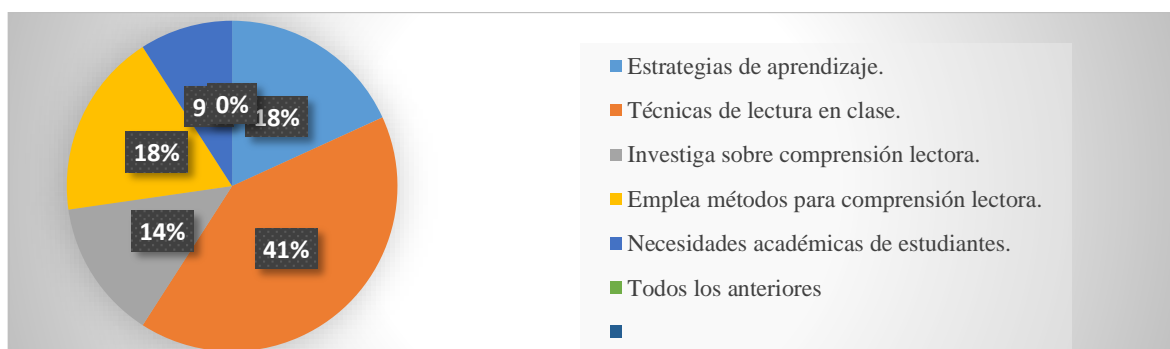 9
0%
18%
18%
14%
41%
Estrategias de aprendizaje.
Técnicas de lectura en clase.
Investiga sobre comprensión lectora.
Emplea métodos para comprensión lectora.
Necesidades académicas de estudiantes.
Todos los anteriores